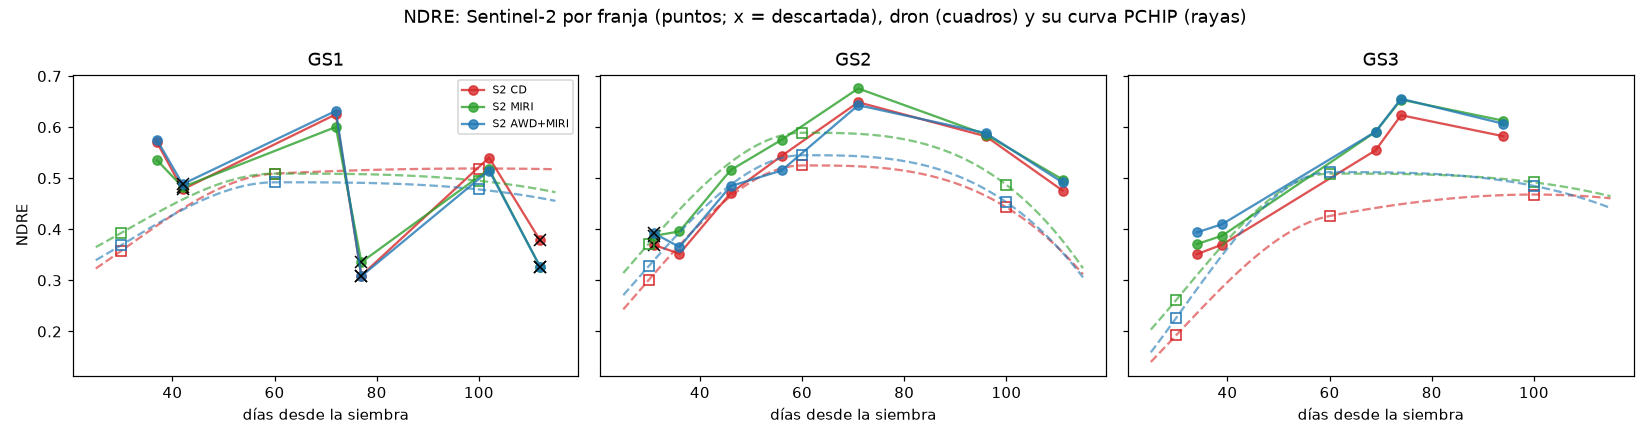 NDRE: Sentinel-2 por franja (puntos; x = descartada), dron (cuadros) y su curva PCHIP (rayas)
GS1
GS2
GS3
S2 CD
S2 MIRI
S2 AWD+MIRI
NDRE
0.7
0.6
0.5
0.4
0.3
0.2
40
60
80
100
40
60
80
100
40
60
80
100
días desde la siembra
días desde la siembra
días desde la siembra